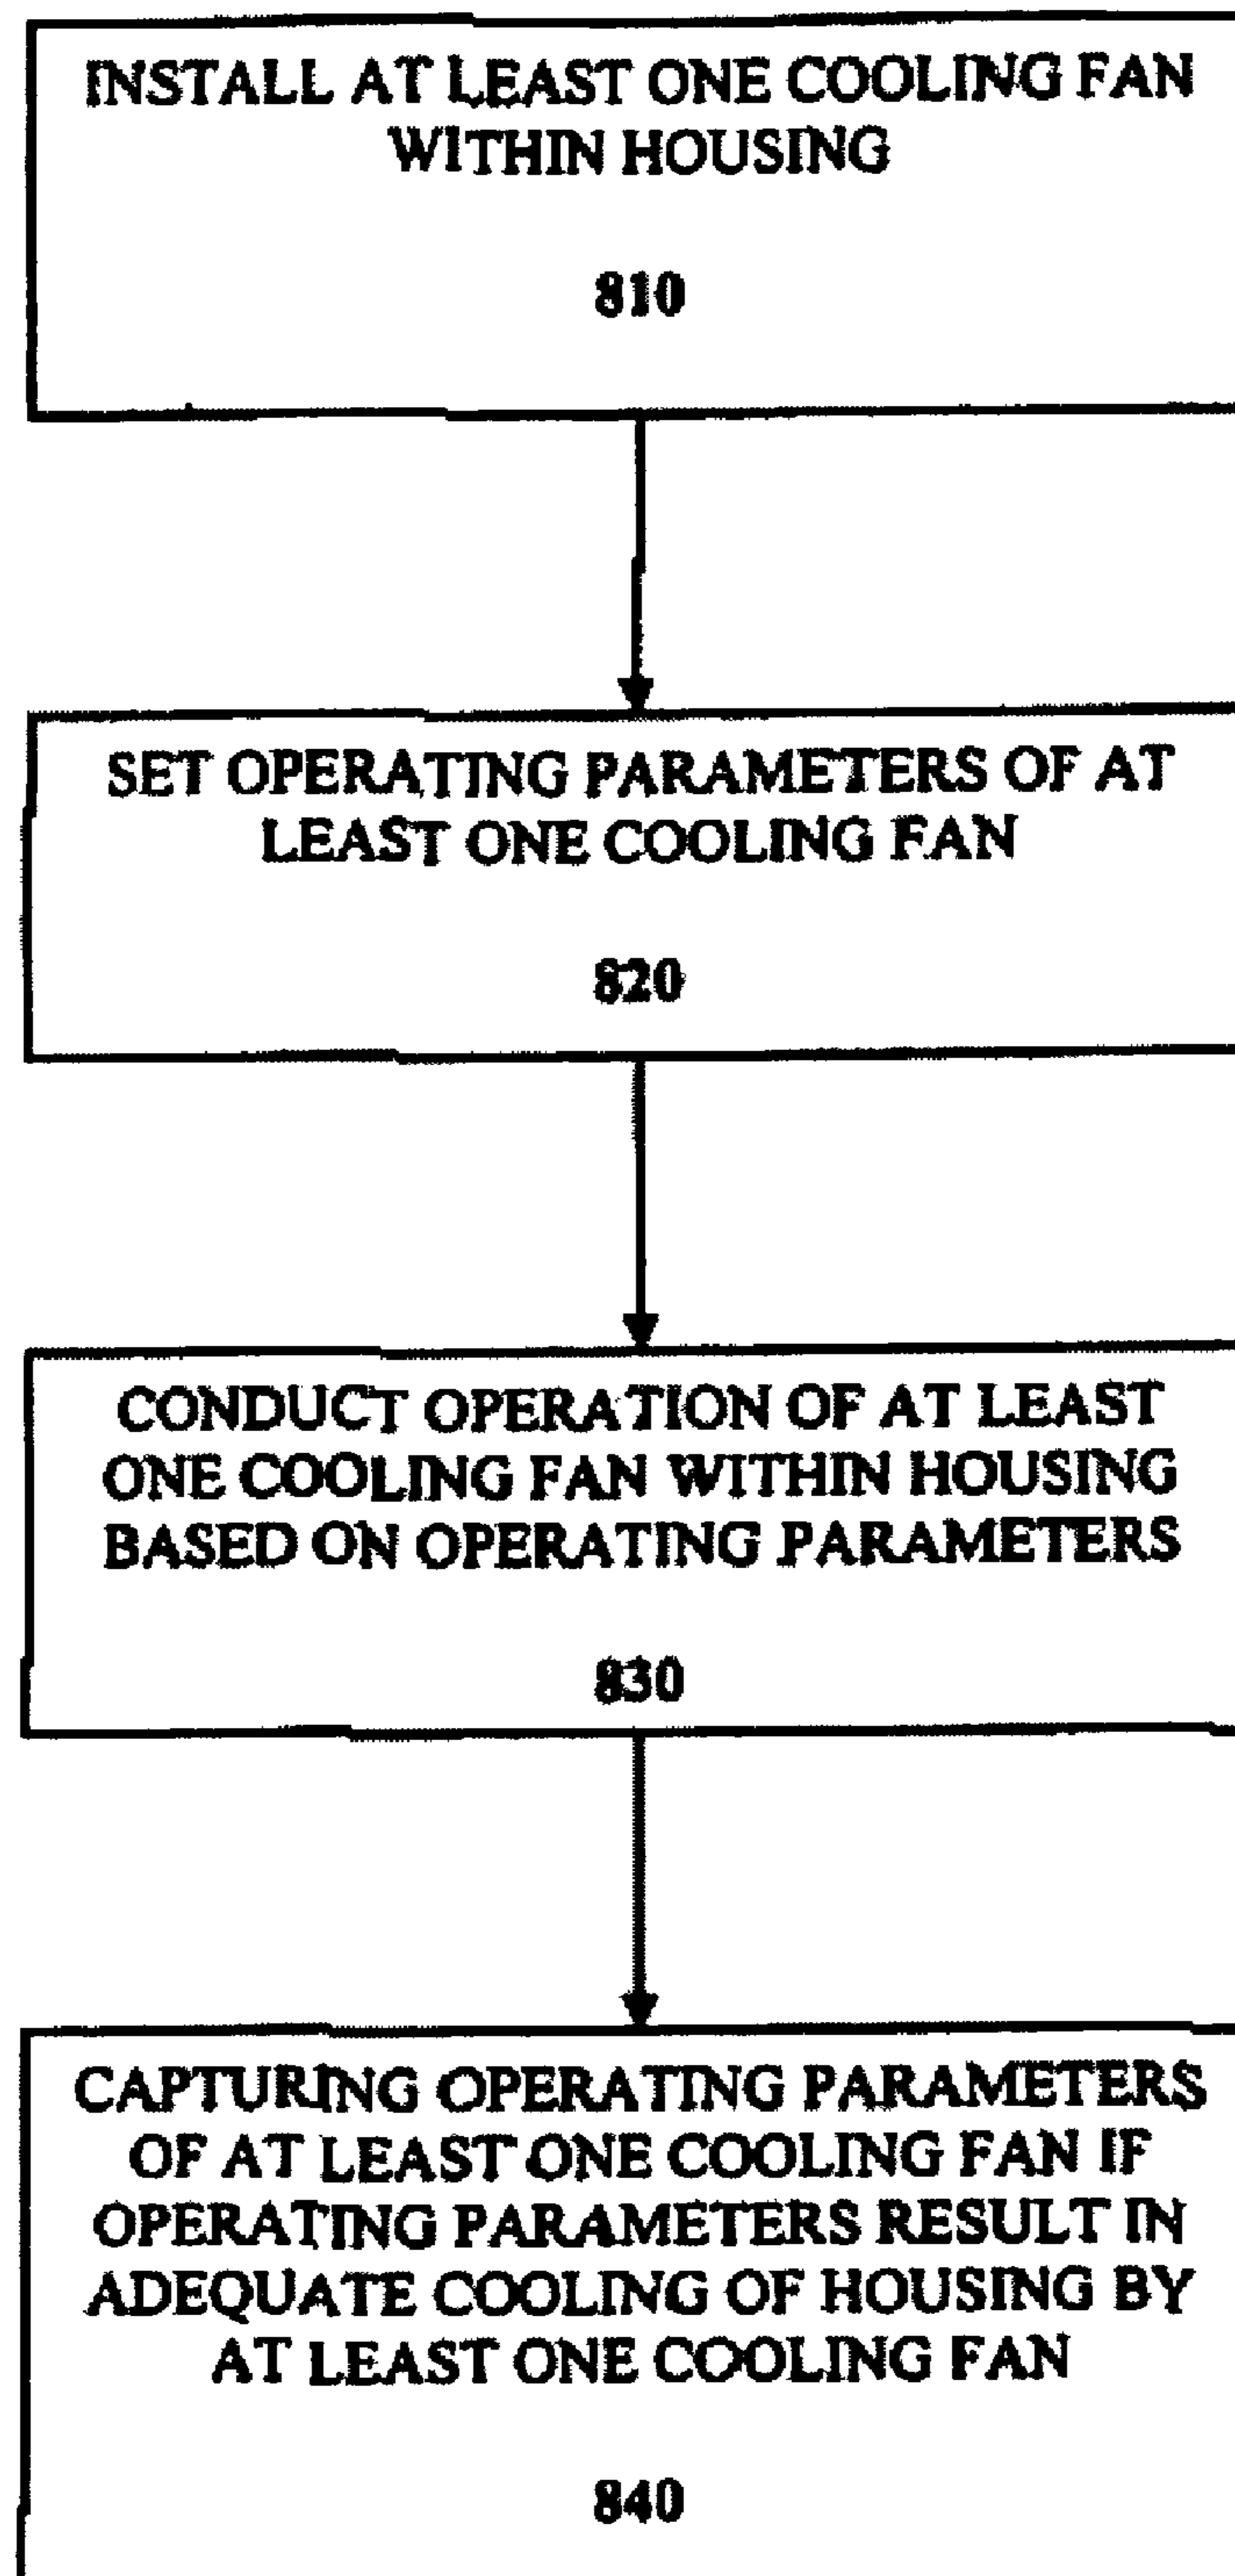 INSTALL AT LEAST ONE COOLING FAN
WITHIN HOUSING
810
SET OPERATING PARAMETERS OF AT
LEAST ONE COOLING FAN
820
CONDUCT OPERATION OF AT LEAST
ONE COOLING FAN WITHIN HOUSING
BASED ON OPERATING PARAMETERS
830
CAPTURING OPERATING PARAMETERS
OF AT LEAST ONE COOLING FAN IF
OPERATING PARAMETERS RESULT IN
ADEQUATE COOLING OF HOUSING BY
AT LEAST ONE COOLING FAN
840